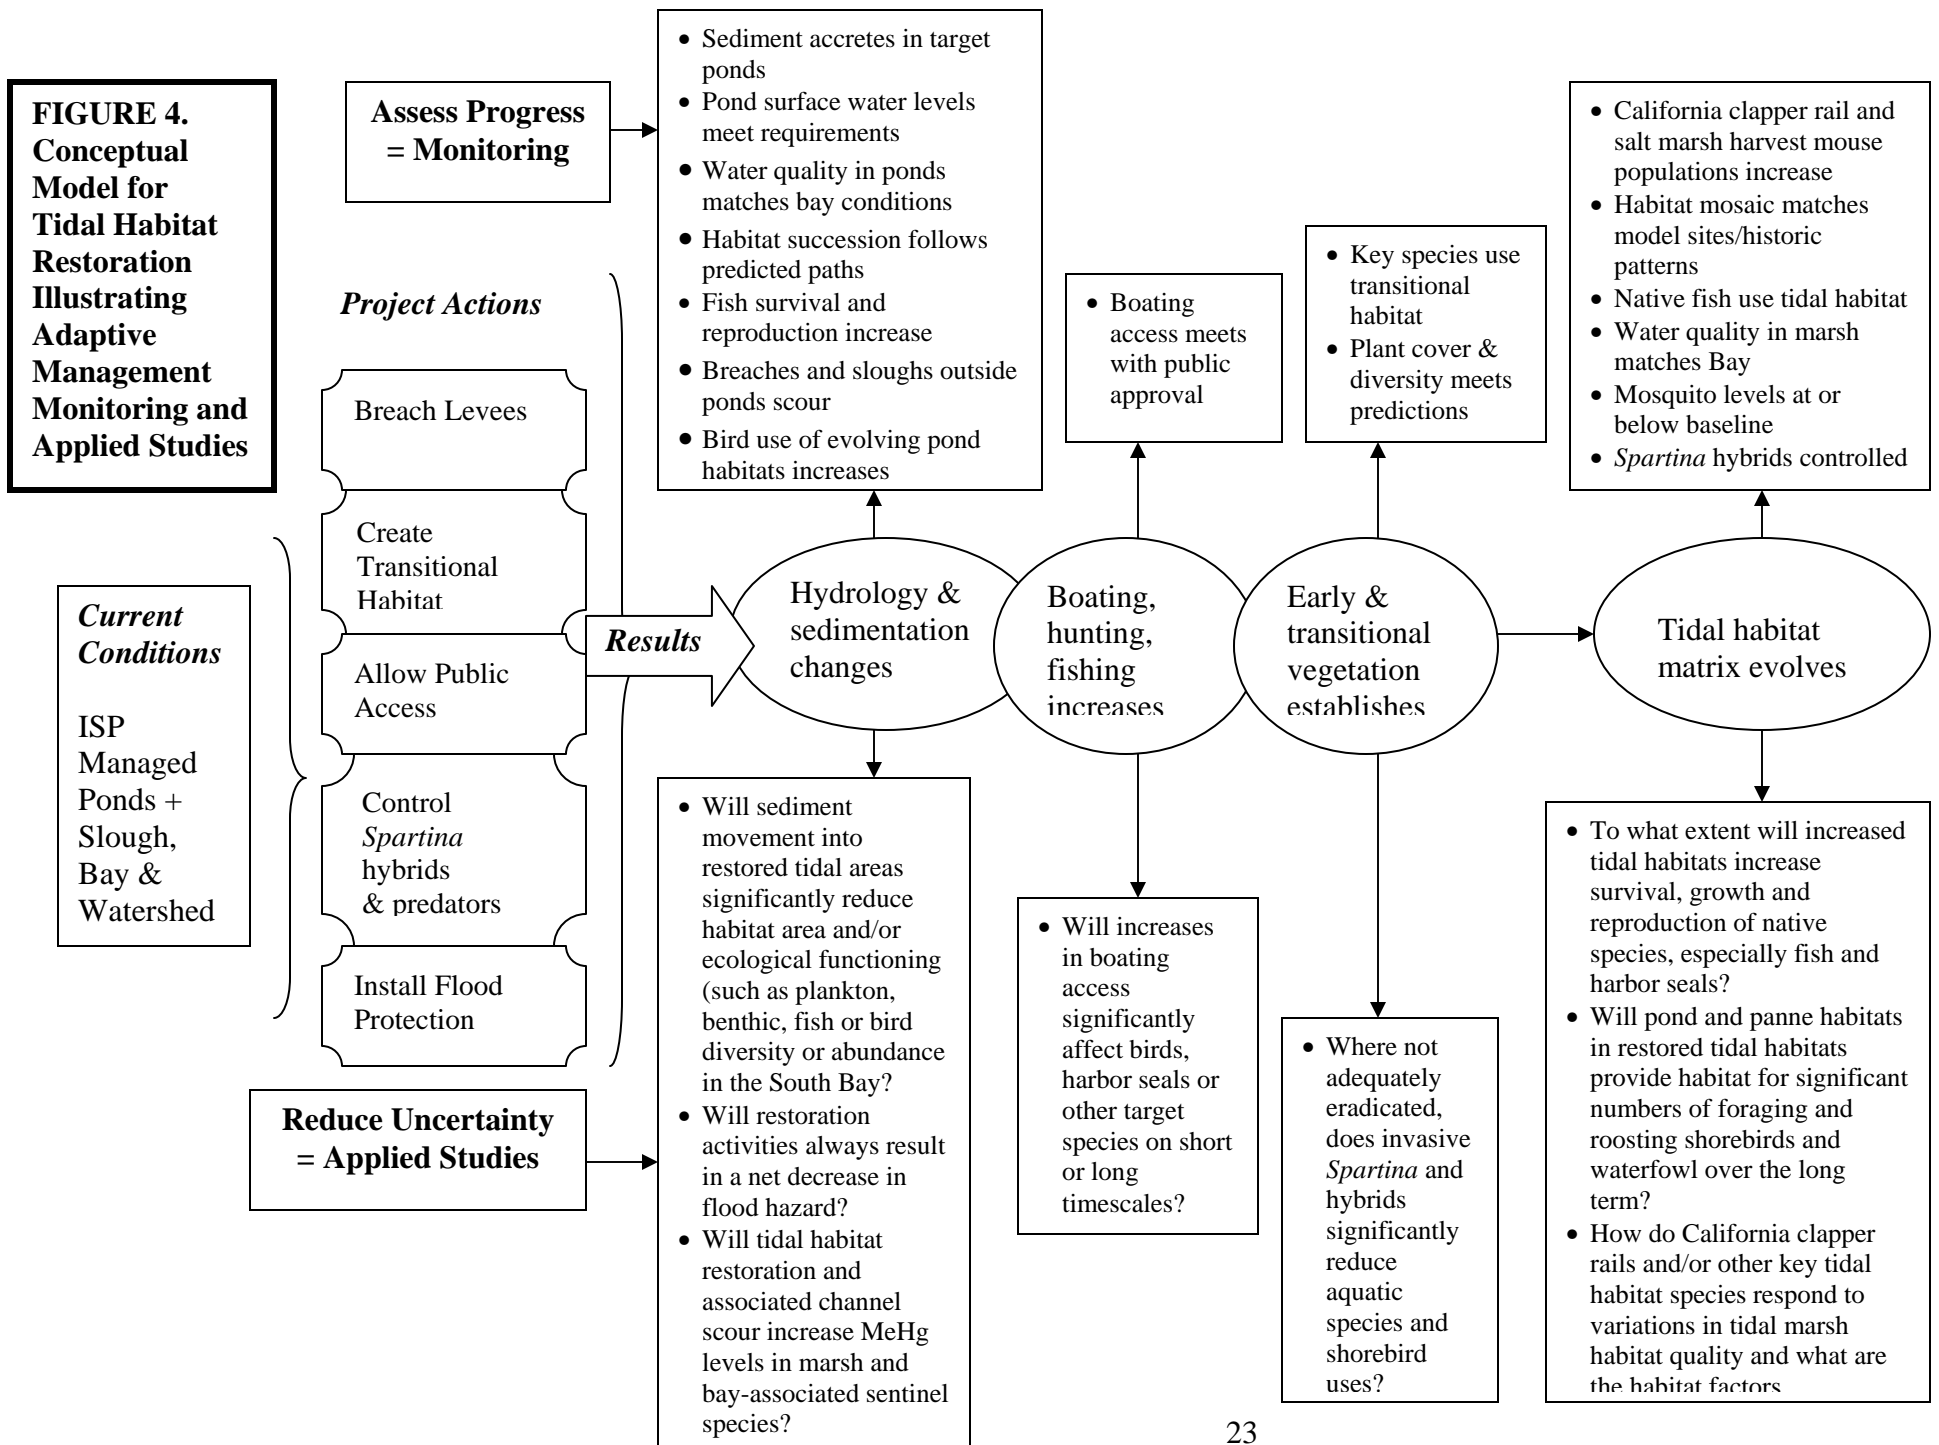 FIGURE 4.
Conceptual
Model for
Tidal Habitat
Restoration
Illustrating
Adaptive
Management
Monitoring and
Applied Studies
Assess Progress
= Monitoring
• Sediment accretes in target
ponds
• Pond surface water levels
meet requirements
• Water quality in ponds
matches bay conditions
• Habitat succession follows
predicted paths
• Fish survival and
reproduction increase
• Breaches and sloughs outside
ponds scour
• Bird use of evolving pond
habitats increases
• Boating
access meets
with public
approval
• Key species use
transitional
habitat
• Plant cover &
diversity meets
predictions
• California clapper rail and
salt marsh harvest mouse
populations increase
• Habitat mosaic matches
model sites/historic
patterns
• Native fish use tidal habitat
• Water quality in marsh
matches Bay
• Mosquito levels at or
below baseline
• Spartina hybrids controlled
Current
Conditions
ISP
Managed
Ponds +
Slough,
Bay &
Watershed
Project Actions
Breach Levees
Create
Transitional
Habitat
Allow Public
Access
Control
Spartina
hybrids
& predators
Install Flood
Protection
Results
Hydrology &
sedimentation
changes
Boating,
hunting,
fishing
increases
Early &
transitional
vegetation
establishes
Tidal habitat
matrix evolves
Reduce Uncertainty
= Applied Studies
• Will sediment
movement into
restored tidal areas
significantly reduce
habitat area and/or
ecological functioning
(such as plankton,
benthic, fish or bird
diversity or abundance
in the South Bay?
• Will restoration
activities always result
in a net decrease in
flood hazard?
• Will tidal habitat
restoration and
associated channel
scour increase MeHg
levels in marsh and
bay-associated sentinel
species?
• Will increases
in boating
access
significantly
affect birds,
harbor seals or
other target
species on short
or long
timescales?
• Where not
adequately
eradicated,
does invasive
Spartina and
hybrids
significantly
reduce
aquatic
species and
shorebird
uses?
• To what extent will increased
tidal habitats increase
survival, growth and
reproduction of native
species, especially fish and
harbor seals?
• Will pond and panne habitats
in restored tidal habitats
provide habitat for significant
numbers of foraging and
roosting shorebirds and
waterfowl over the long
term?
• How do California clapper
rails and/or other key tidal
habitat species respond to
variations in tidal marsh
habitat quality and what are
the habitat factors
23